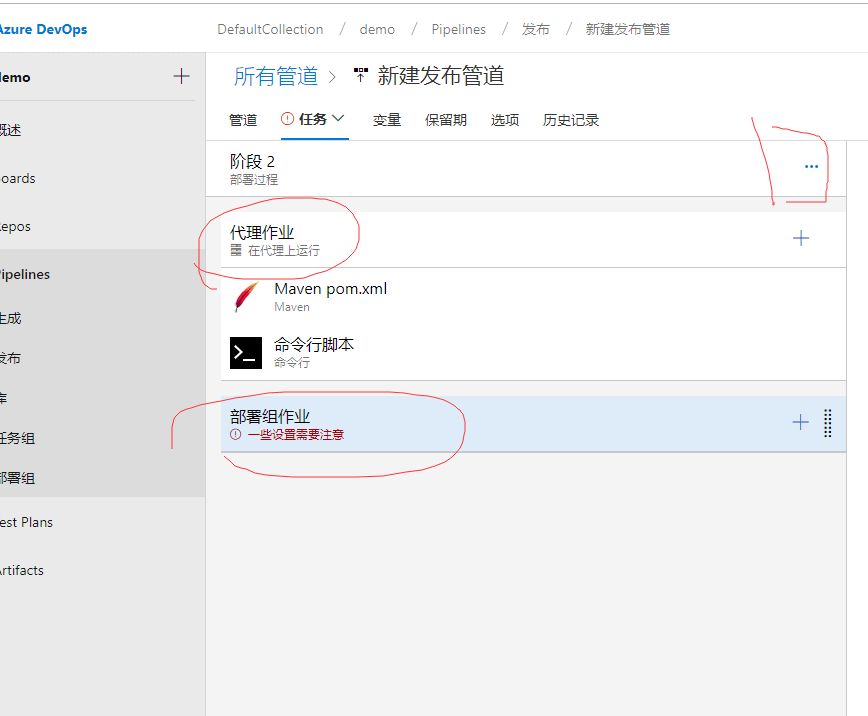 Azure DevOps
DefaultCollection / demo / Pipelines / 发布 / 新建发布管道
demo
所有管道 > 新建发布管道
管道 任务 变量 保留期 选项 历史记录
概述
阶段 2
部署过程
oards
epos
代理作业
在代理上运行
ipelines
Maven pom.xml
Maven
生成
命令行脚本
命令行
发布
库
部署组作业
一些设置需要注意
任务组
部署组
est Plans
Artifacts